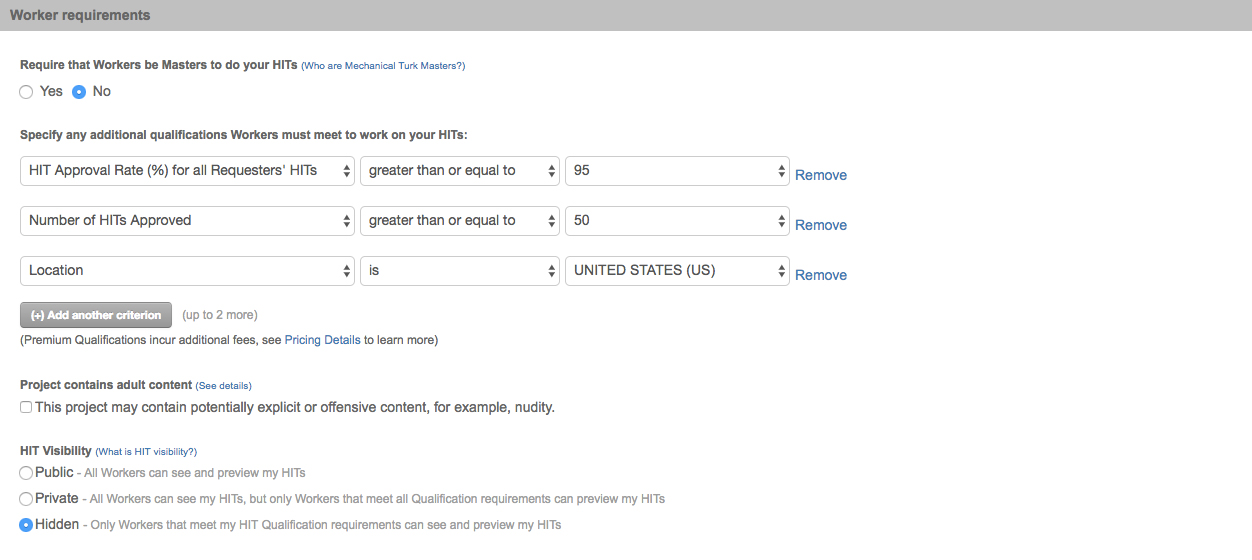 Worker requirements
Require that Workers be Masters to do your HITs (Who are Mechanical Turk Masters?)
Yes No
Specify any additional qualifications Workers must meet to work on your HITs:
HIT Approval Rate (%) for all Requesters' HITs greater than or equal to 95 Remove
Number of HITs Approved greater than or equal to 50 Remove
Location is UNITED STATES (US) Remove
(+) Add another criterion (up to 2 more)
(Premium Qualifications incur additional fees, see Pricing Details to learn more)
Project contains adult content (See details)
This project may contain potentially explicit or offensive content, for example, nudity.
HIT Visibility (What is HIT visibility?)
Public - All Workers can see and preview my HITs
Private - All Workers can see my HITs, but only Workers that meet all Qualification requirements can preview my HITs
Hidden - Only Workers that meet my HIT Qualification requirements can see and preview my HITs